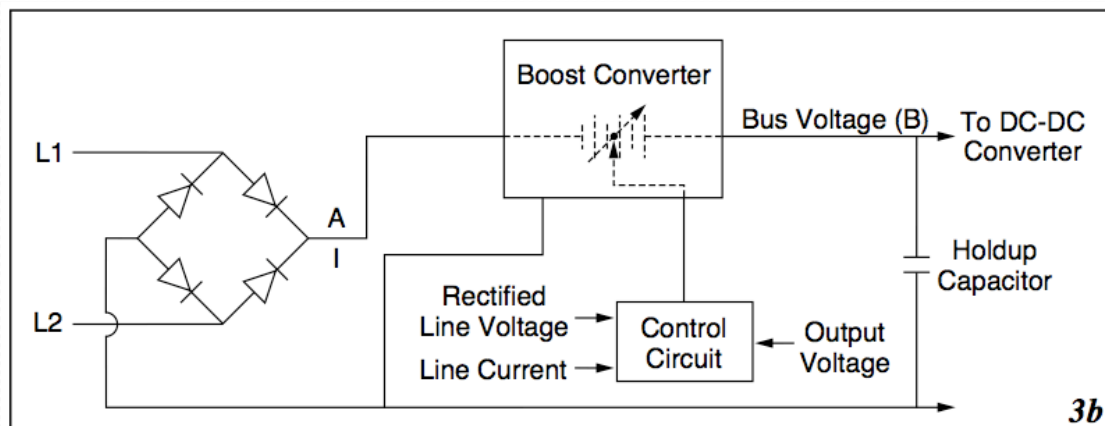 Boost Converter
L1
Bus Voltage (B)
To DC-DC
Converter
A
I
L2
Holdup
Capacitor
Rectified
Line Voltage
Line Current
Control
Circuit
Output
Voltage
3b